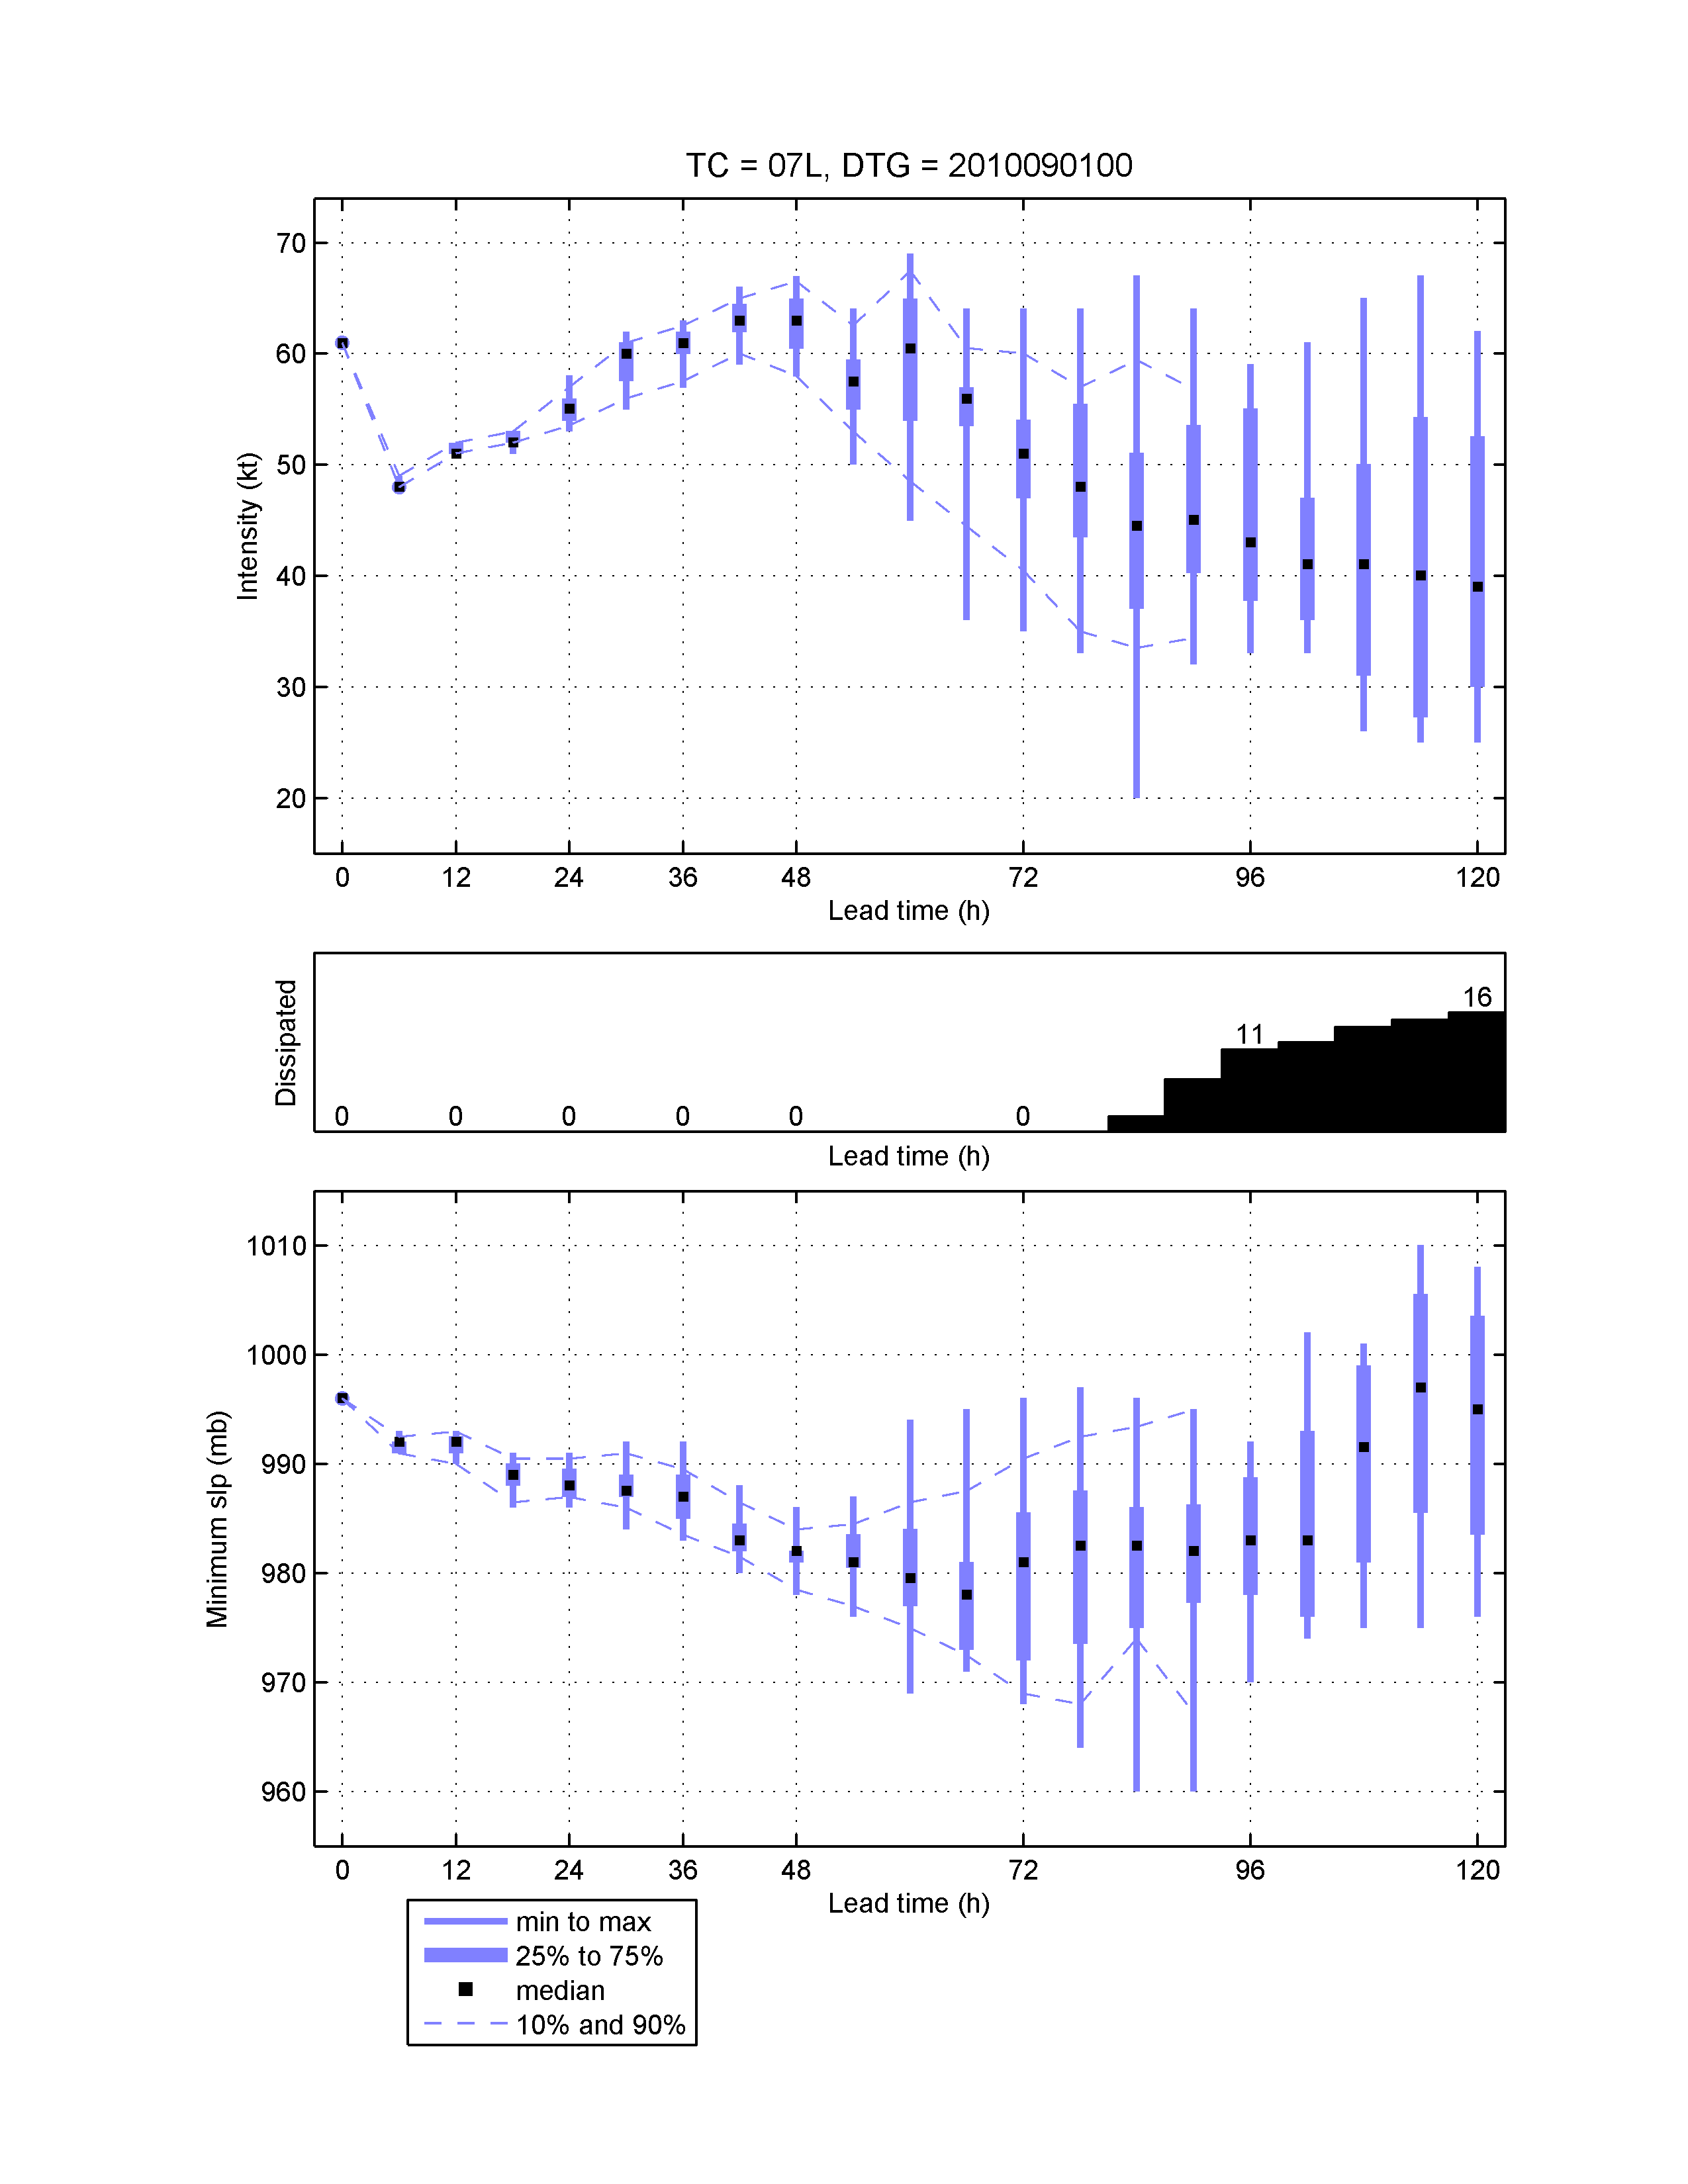 TC = 07L, DTG = 2010090100
70
60
50
40
30
20
Intensity (kt)
0 12 24 36 48 72 96 120
Lead time (h)
Dissipated
0 0 0 0 0 0 11 16
Lead time (h)
1010
1000
990
980
970
960
Minimum slp (mb)
0 12 24 36 48 72 96 120
Lead time (h)
min to max
25% to 75%
median
10% and 90%